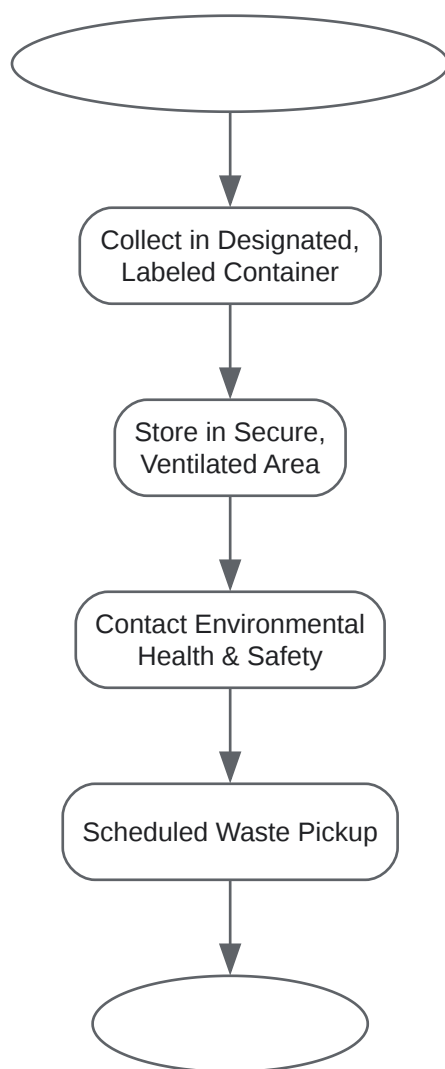 Collect in Designated,
Labeled Container
Store in Secure,
Ventilated Area
Contact Environmental
Health & Safety
Scheduled Waste Pickup